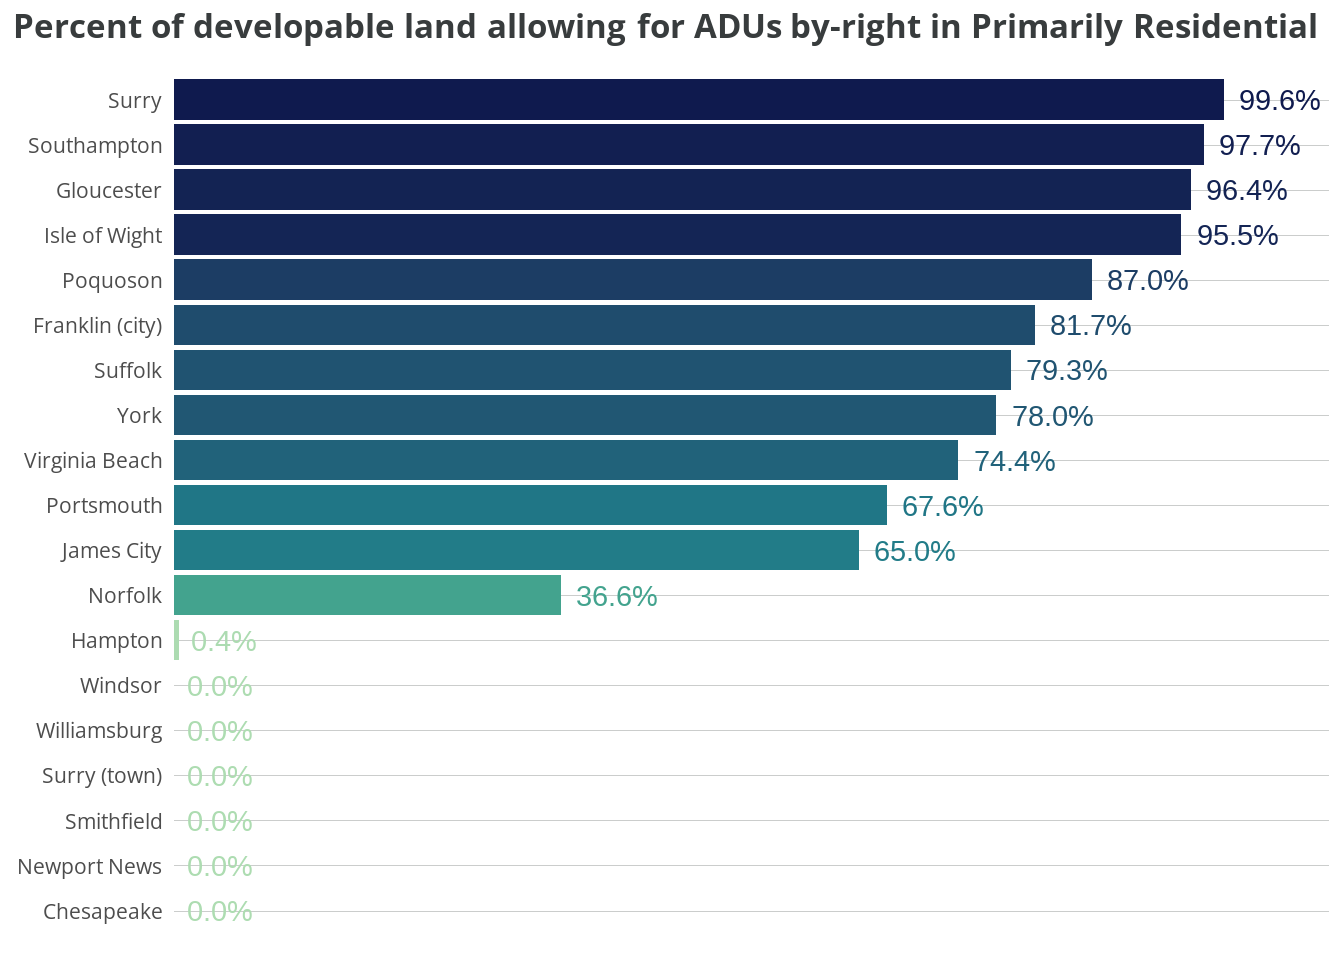 Percent of developable land allowing for ADUs by-right in Primarily Residential
Surry 99.6%
Southampton 97.7%
Gloucester 96.4%
Isle of Wight 95.5%
Poquoson 87.0%
Franklin (city) 81.7%
Suffolk 79.3%
York 78.0%
Virginia Beach 74.4%
Portsmouth 67.6%
James City 65.0%
Norfolk 36.6%
Hampton 0.4%
Windsor 0.0%
Williamsburg 0.0%
Surry (town) 0.0%
Smithfield 0.0%
Newport News 0.0%
Chesapeake 0.0%